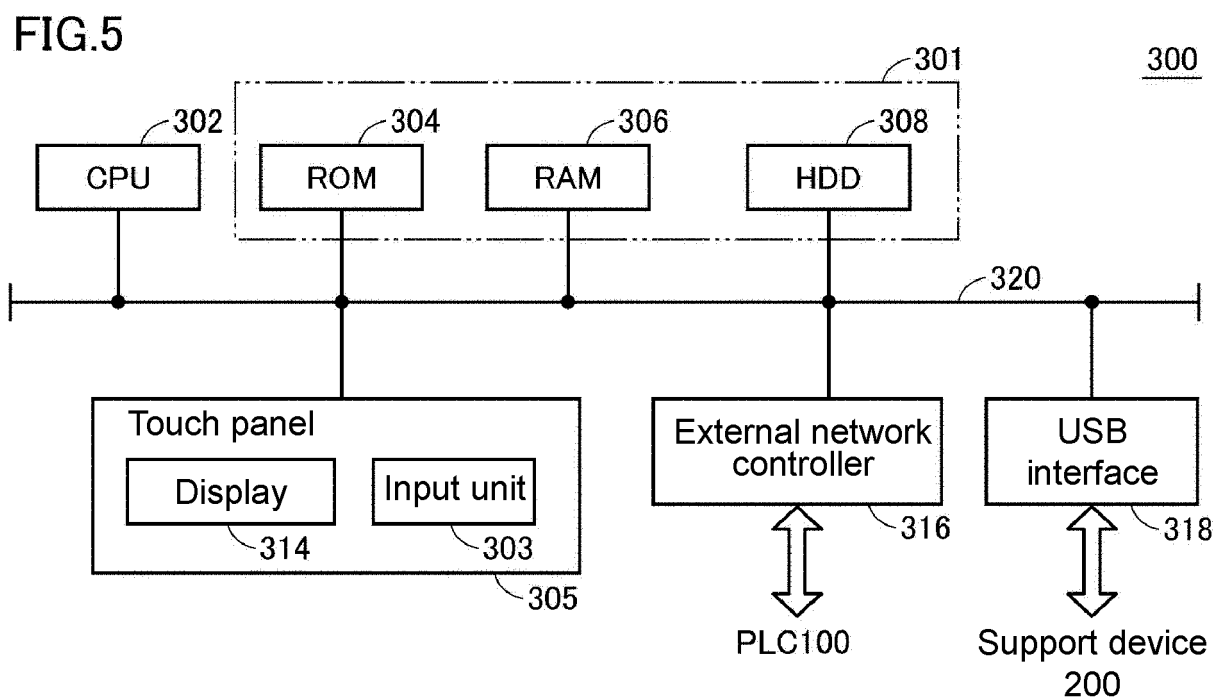 FIG.5
300
301
302
304
306
308
CPU
ROM
RAM
HDD
320
Touch panel
Display
Input unit
314
303
305
External network
controller
316
USB
interface
318
PLC100
Support device
200